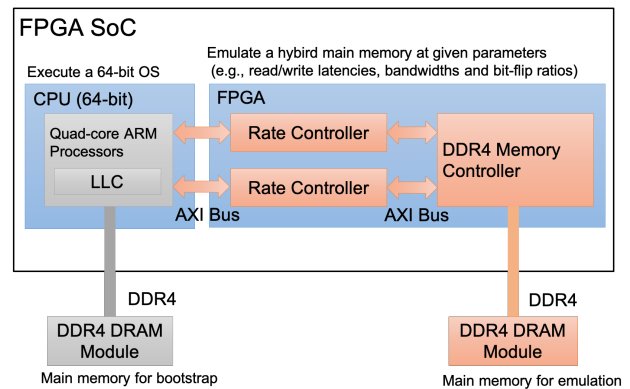 FPGA SoC
Emulate a hybird main memory at given parameters
(e.g., read/write latencies, bandwidths and bit-flip ratios)
Execute a 64-bit OS
CPU (64-bit)
FPGA
Quad-core ARM
Processors
LLC
Rate Controller
Rate Controller
DDR4 Memory
Controller
AXI Bus
AXI Bus
DDR4
DDR4
DDR4 DRAM
Module
DDR4 DRAM
Module
Main memory for bootstrap
Main memory for emulation